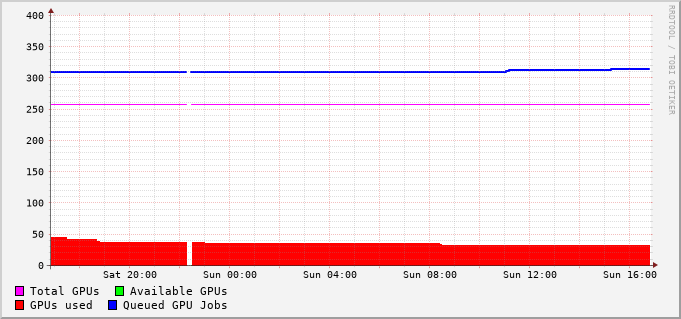 400
350
300
250
200
150
100
50
0
Sat 20:00 Sun 00:00 Sun 04:00 Sun 08:00 Sun 12:00 Sun 16:00
Total GPUs Available GPUs
GPUs used Queued GPU Jobs
RRDTOOL / TOBI OETIKER